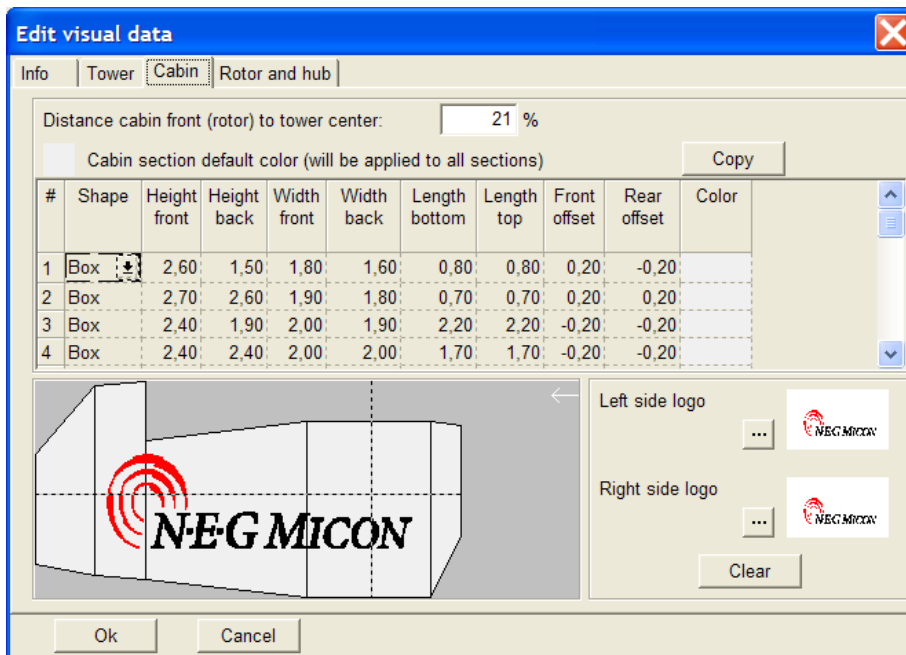 Edit visual data
Info Tower Cabin Rotor and hub
Distance cabin front (rotor) to tower center: 21 %
Cabin section default color (will be applied to all sections) Copy
# Shape Height front Height back Width front Width back Length bottom Length top Front offset Rear offset Color
1 Box 2,60 1,50 1,80 1,60 0,80 0,80 0,20 -0,20
2 Box 2,70 2,60 1,90 1,80 0,70 0,70 0,20 0,20
3 Box 2,40 1,90 2,00 1,90 2,20 2,20 -0,20 -0,20
4 Box 2,40 2,40 2,00 2,00 1,70 1,70 -0,20 -0,20
Left side logo
... NEG MICON
Right side logo
... NEG MICON
N·E·G MICON
Clear
Ok Cancel